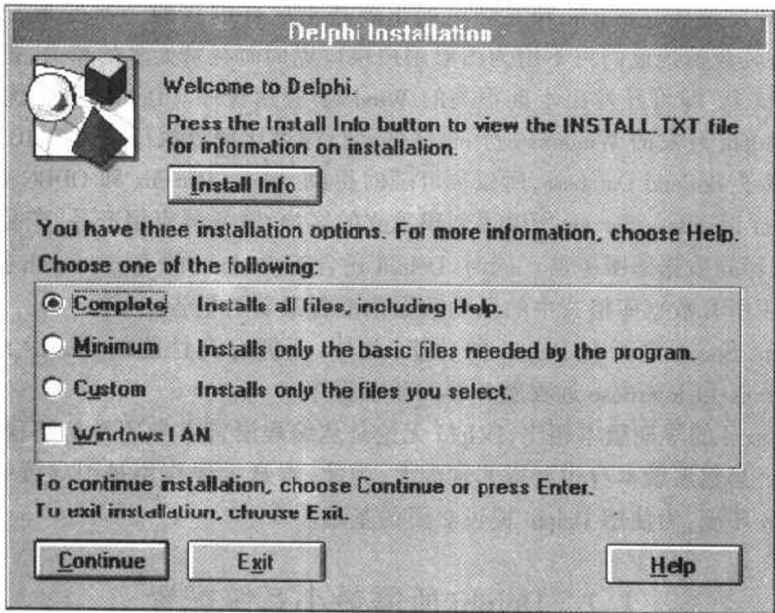 Delphi Installation
Welcome to Delphi.
Press the Install Info button to view the INSTALL.TXT file
for information on installation.
Install Info
You have three installation options. For more information, choose Help.
Choose one of the following:
Complete Installs all files, including Help.
Minimum Installs only the basic files needed by the program.
Custom Installs only the files you select.
Windows LAN
To continue installation, choose Continue or press Enter.
To exit installation, choose Exit.
Continue Exit Help